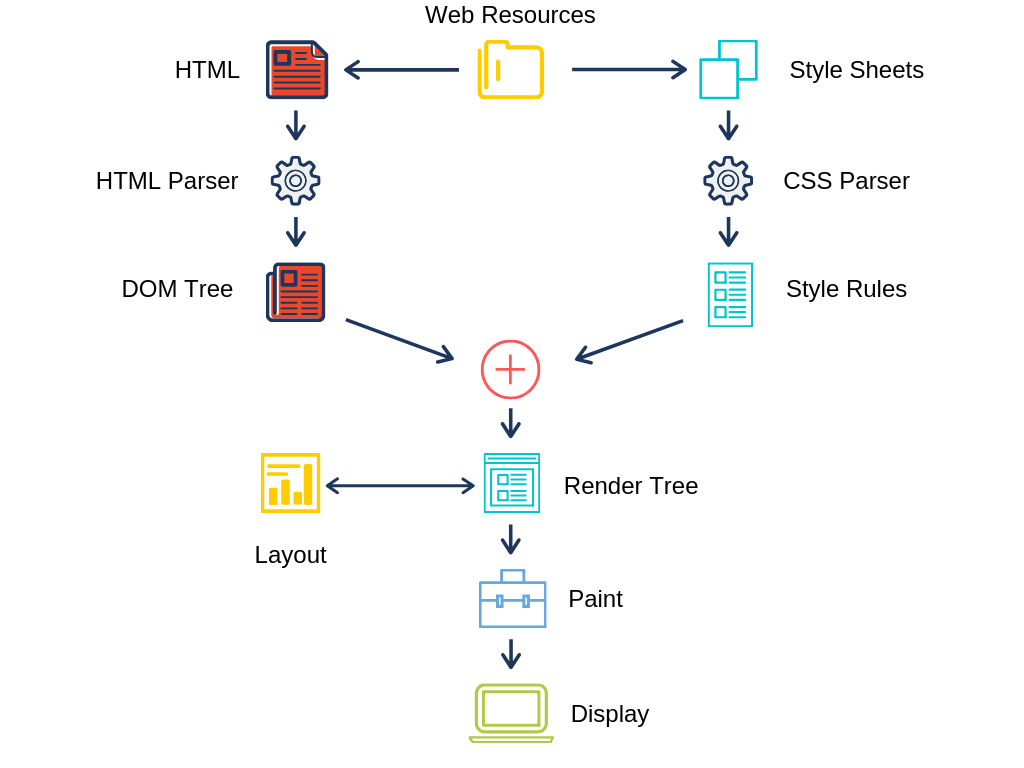 Web Resources
HTML
Style Sheets
HTML Parser
CSS Parser
DOM Tree
Style Rules
Render Tree
Layout
Paint
Display